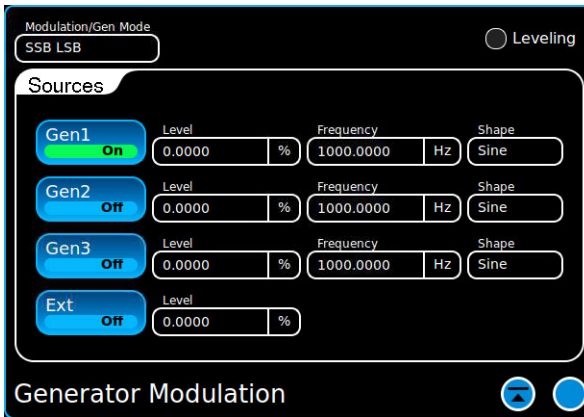 Modulation/Gen Mode
SSB LSB
Leveling
Sources
Gen1
On
Level
0.0000 %
Frequency
1000.0000 Hz
Shape
Sine
Gen2
Off
Level
0.0000 %
Frequency
1000.0000 Hz
Shape
Sine
Gen3
Off
Level
0.0000 %
Frequency
1000.0000 Hz
Shape
Sine
Ext
Off
Level
0.0000 %
Generator Modulation